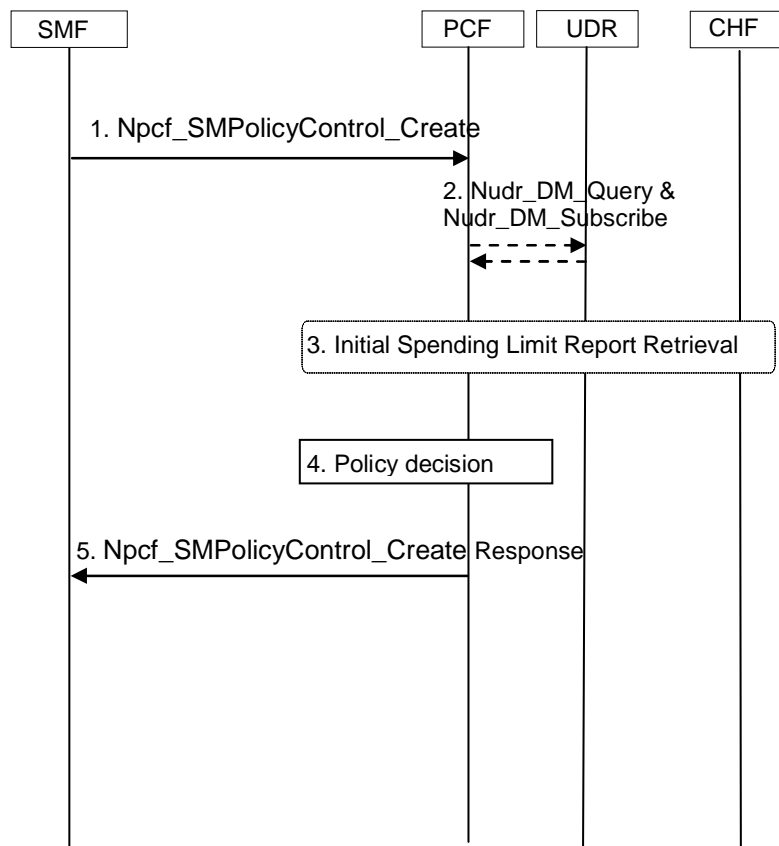 SMF
PCF
UDR
CHF
1. Npcf_SMPolicyControl_Create
2. Nudr_DM_Query &
Nudr_DM_Subscribe
3. Initial Spending Limit Report Retrieval
4. Policy decision
5. Npcf_SMPolicyControl_Create Response